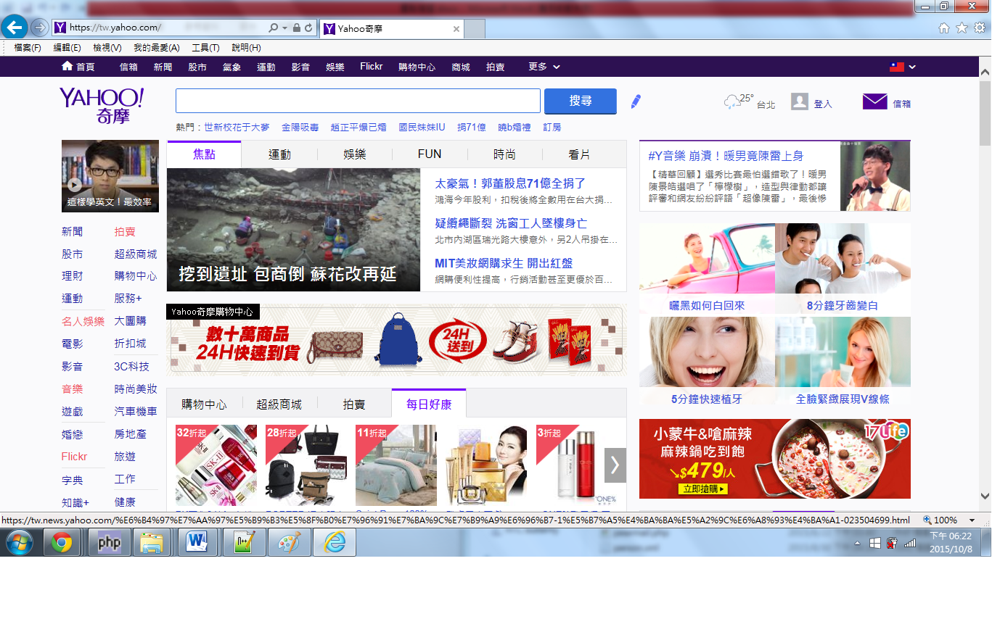 https://tw.yahoo.com/
Yahoo奇摩
檔案(F) 編輯(E) 檢視(V) 我的最愛(A) 工具(T) 說明(H)
首頁 信箱 新聞 股市 氣象 運動 影音 娛樂 Flickr 購物中心 商城 拍賣 更多
YAHOO!
奇摩
搜尋
25° 台北 登入 信箱
熱門：世新校花于大夢 金陽吸毒 趙正平爆已婚 國民妹妹IU 捐71億 曉b婚禮 訂房
這樣學英文！最效率
新聞 拍賣
股市 超級商城
理財 購物中心
運動 服務+
名人娛樂 大團購
電影 折扣城
影音 3C科技
音樂 時尚美妝
遊戲 汽車機車
婚戀 房地產
Flickr 旅遊
字典 工作
知識+ 健康
焦點 運動 娛樂 FUN 時尚 看片
挖到遺址 包商倒 蘇花改再延
太豪氣！郭董股息71億全捐了
鴻海今年股利，扣稅後將全數用在台大捐...
疑纜繩斷裂 洗窗工人墜樓身亡
北市內湖區瑞光路大樓意外，另2人吊掛在...
MIT美妝網購求生 開出紅盤
網購便利性提高，行銷活動甚至更優於百...
Yahoo奇摩購物中心
數十萬商品
24H快速到貨
24H
送到
POCKY
購物中心 超級商城 拍賣 每日好康
32折起 28折起 11折起 3折起
SK-II
ONE%
#Y音樂 崩潰！暖男竟陳雷上身
【精華回顧】選秀比賽最怕選錯歌了！暖男
陳景皓選唱了「檸檬樹」，造型與律動都讓
評審和網友紛紛評語「超像陳雷」，最後慘
曬黑如何白回來 8分鐘牙齒變白
5分鐘快速植牙 全臉緊緻展現V線條
小蒙牛&嗆麻辣
麻辣鍋吃到飽
$479/人
立即搶購
17Life
https://tw.news.yahoo.com/%E6%B4%97%E7%AA%97%E5%B9%B3%E5%8F%B0%E7%96%91%E7%BA%9C%E7%B9%A9%E6%96%B7-1%E5%B7%A5%E4%BA%BA%E5%A2%9C%E6%A8%93%E4%BA%A1-023504699.html
100%
php
下午 06:22
2015/10/8